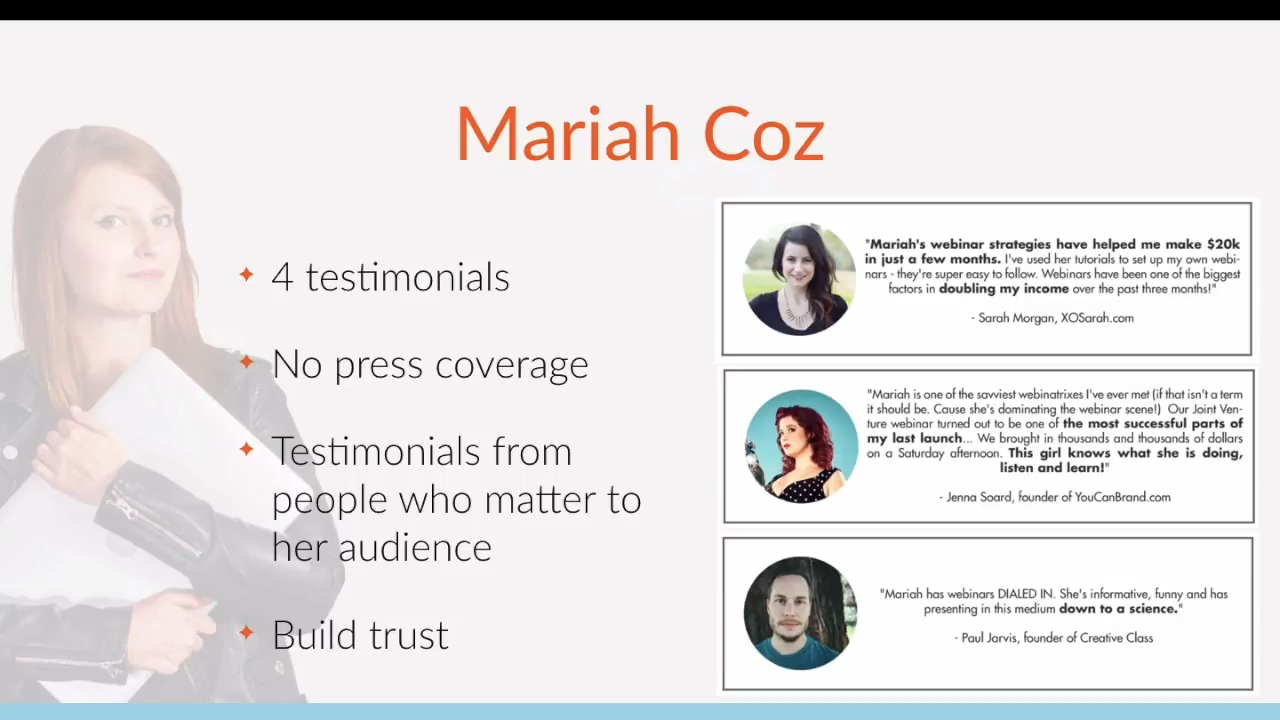 Mariah Coz
4 testimonials
No press coverage
Testimonials from
people who matter to
her audience
Build trust
"Mariah's webinar strategies have helped me make $20k
in just a few months. I've used her tutorials to set up my own webi-
nars - they're super easy to follow. Webinars have been one of the biggest
factors in doubling my income over the past three months!"
- Sarah Morgan, XOSarah.com
"Mariah is one of the savviest webinatrixes I've ever met (if that isn't a term
it should be. Cause she's dominating the webinar scene!) Our Joint Ven-
ture webinar turned out to be one of the most successful parts of
my last launch... We brought in thousands and thousands of dollars
on a Saturday afternoon. This girl knows what she is doing,
listen and learn!"
- Jenna Soard, founder of YouCanBrand.com
"Mariah has webinars DIALED IN. She's informative, funny and has
presenting in this medium down to a science."
- Paul Jarvis, founder of Creative Class